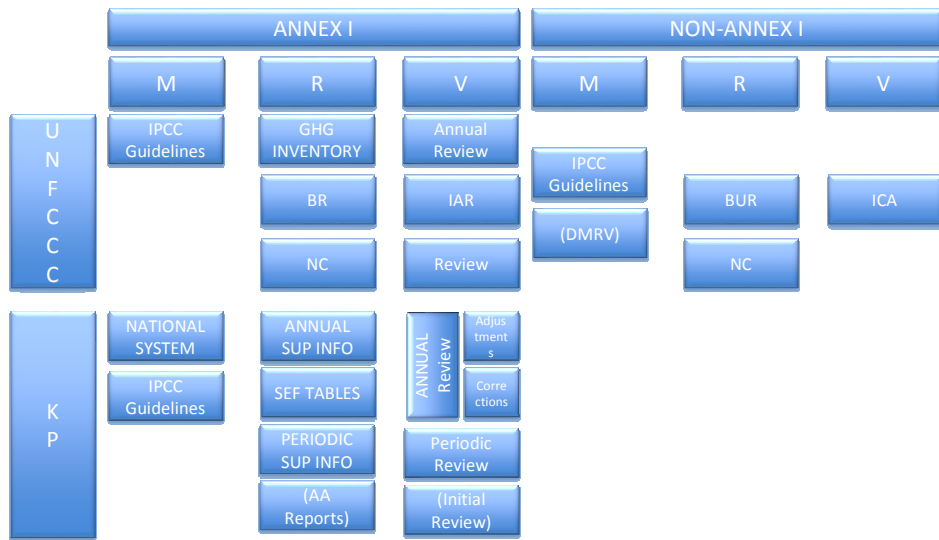 ANNEX I
NON-ANNEX I
M
R
V
M
R
V
U
N
F
C
C
C
IPCC
Guidelines
GHG
INVENTORY
Annual
Review
IPCC
Guidelines
BR
IAR
BUR
ICA
(DMRV)
NC
Review
NC
K
P
NATIONAL
SYSTEM
ANNUAL
SUP INFO
ANNUAL
Review
Adjus
tment
s
IPCC
Guidelines
SEF TABLES
Corre
ctions
PERIODIC
SUP INFO
Periodic
Review
(AA
Reports)
(Initial
Review)